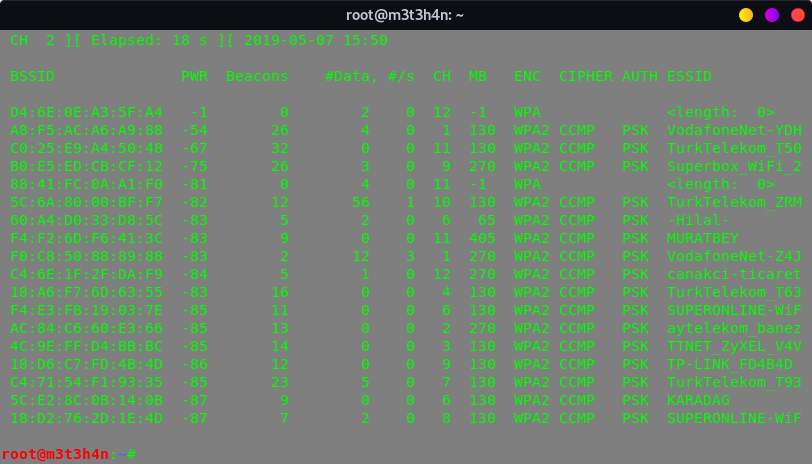 root@m3t3h4n: ~
CH 2 ][ Elapsed: 18 s ][ 2019-05-07 15:50
BSSID PWR Beacons #Data, #/s CH MB ENC CIPHER AUTH ESSID
D4:6E:0E:A3:5F:A4 -1 0 2 0 12 -1 WPA <length: 0>
A8:F5:AC:A6:A9:88 -54 26 4 0 1 130 WPA2 CCMP PSK VodafoneNet-YDH
C0:25:E9:A4:50:48 -67 32 0 0 11 130 WPA2 CCMP PSK TurkTelekom_T50
B0:E5:ED:CB:CF:12 -75 26 3 0 9 270 WPA2 CCMP PSK Superbox_WiFi_2
88:41:FC:0A:A1:F0 -81 0 4 0 11 -1 WPA <length: 0>
5C:6A:80:00:BF:F7 -82 12 56 1 10 130 WPA2 CCMP PSK TurkTelekom_ZRM
60:A4:D0:33:D8:5C -83 5 2 0 6 65 WPA2 CCMP PSK -Hilal-
F4:F2:6D:F6:41:3C -83 9 0 0 11 405 WPA2 CCMP PSK MURATBEY
F0:C8:50:88:89:88 -83 2 12 3 1 270 WPA2 CCMP PSK VodafoneNet-Z4J
C4:6E:1F:2F:DA:F9 -84 5 1 0 12 270 WPA2 CCMP PSK canakci-ticaret
18:A6:F7:6D:63:55 -83 16 0 0 4 130 WPA2 CCMP PSK TurkTelekom_T63
F4:E3:FB:19:03:7E -85 11 0 0 6 130 WPA2 CCMP PSK SUPERONLINE-WiF
AC:84:C6:60:E3:66 -85 13 0 0 2 270 WPA2 CCMP PSK aytelekom_banez
4C:9E:FF:D4:BB:BC -85 14 0 0 3 130 WPA2 CCMP PSK TTNET_ZyXEL_V4V
18:D6:C7:FD:4B:4D -86 12 0 0 9 130 WPA2 CCMP PSK TP-LINK_FD4B4D
C4:71:54:F1:93:35 -85 23 5 0 7 130 WPA2 CCMP PSK TurkTelekom_T93
5C:E2:8C:0B:14:0B -87 9 0 0 6 130 WPA2 CCMP PSK KARADAG
18:D2:76:2D:1E:4D -87 7 2 0 8 130 WPA2 CCMP PSK SUPERONLINE-WiF
root@m3t3h4n:~#